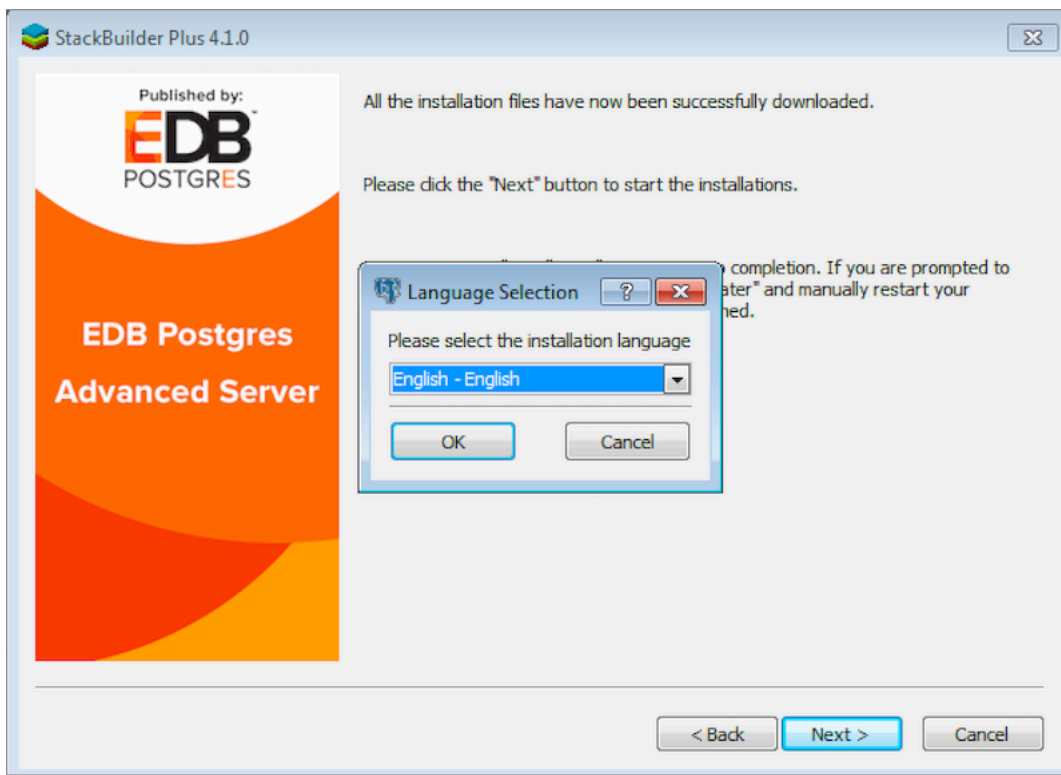 StackBuilder Plus 4.1.0
Published by:
EDB
POSTGRES
EDB Postgres
Advanced Server
All the installation files have now been successfully downloaded.
Please click the "Next" button to start the installations.
completion. If you are prompted to
and manually restart your
Language Selection
Please select the installation language
English - English
OK
Cancel
< Back
Next >
Cancel